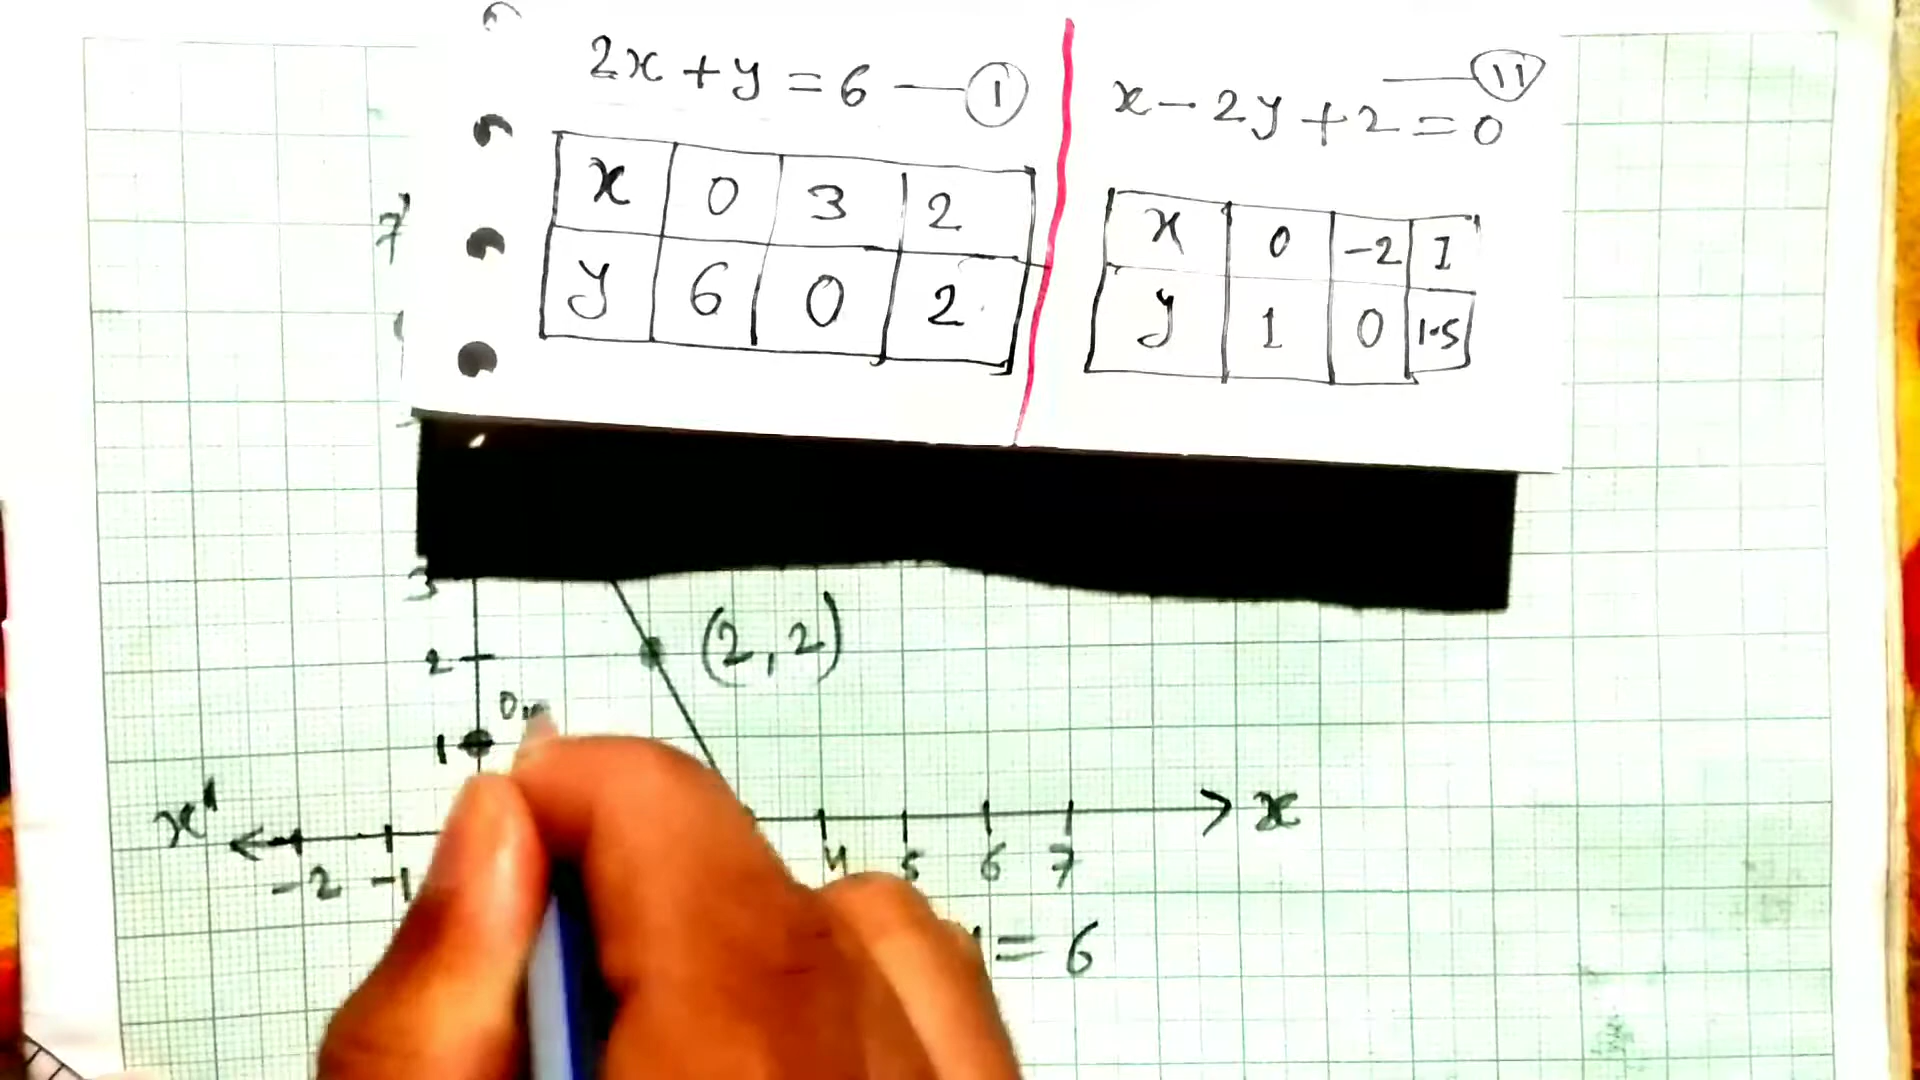 2x + y = 6 — ①
x 0 3 2
y 6 0 2
— ⑪
x - 2y + 2 = 0
x 0 -2 1
y 1 0 1.5
7
3
2 (2,2)
1
x' x
-2 -1 4 5 6 7
= 6